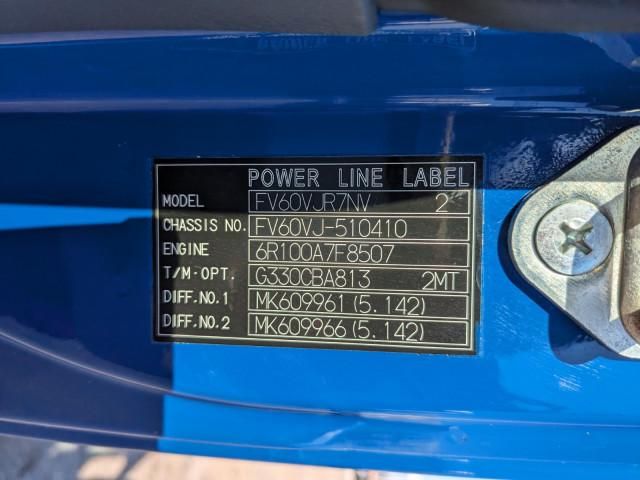 POWER LINE LABEL
MODEL FV60VJR7NV 2
CHASSIS NO. FV60VJ-510410
ENGINE 6R100A7F8507
T/M·OPT. G330CBA813 2MT
DIFF.NO.1 MK609961 (5.142)
DIFF.NO.2 MK609966 (5.142)